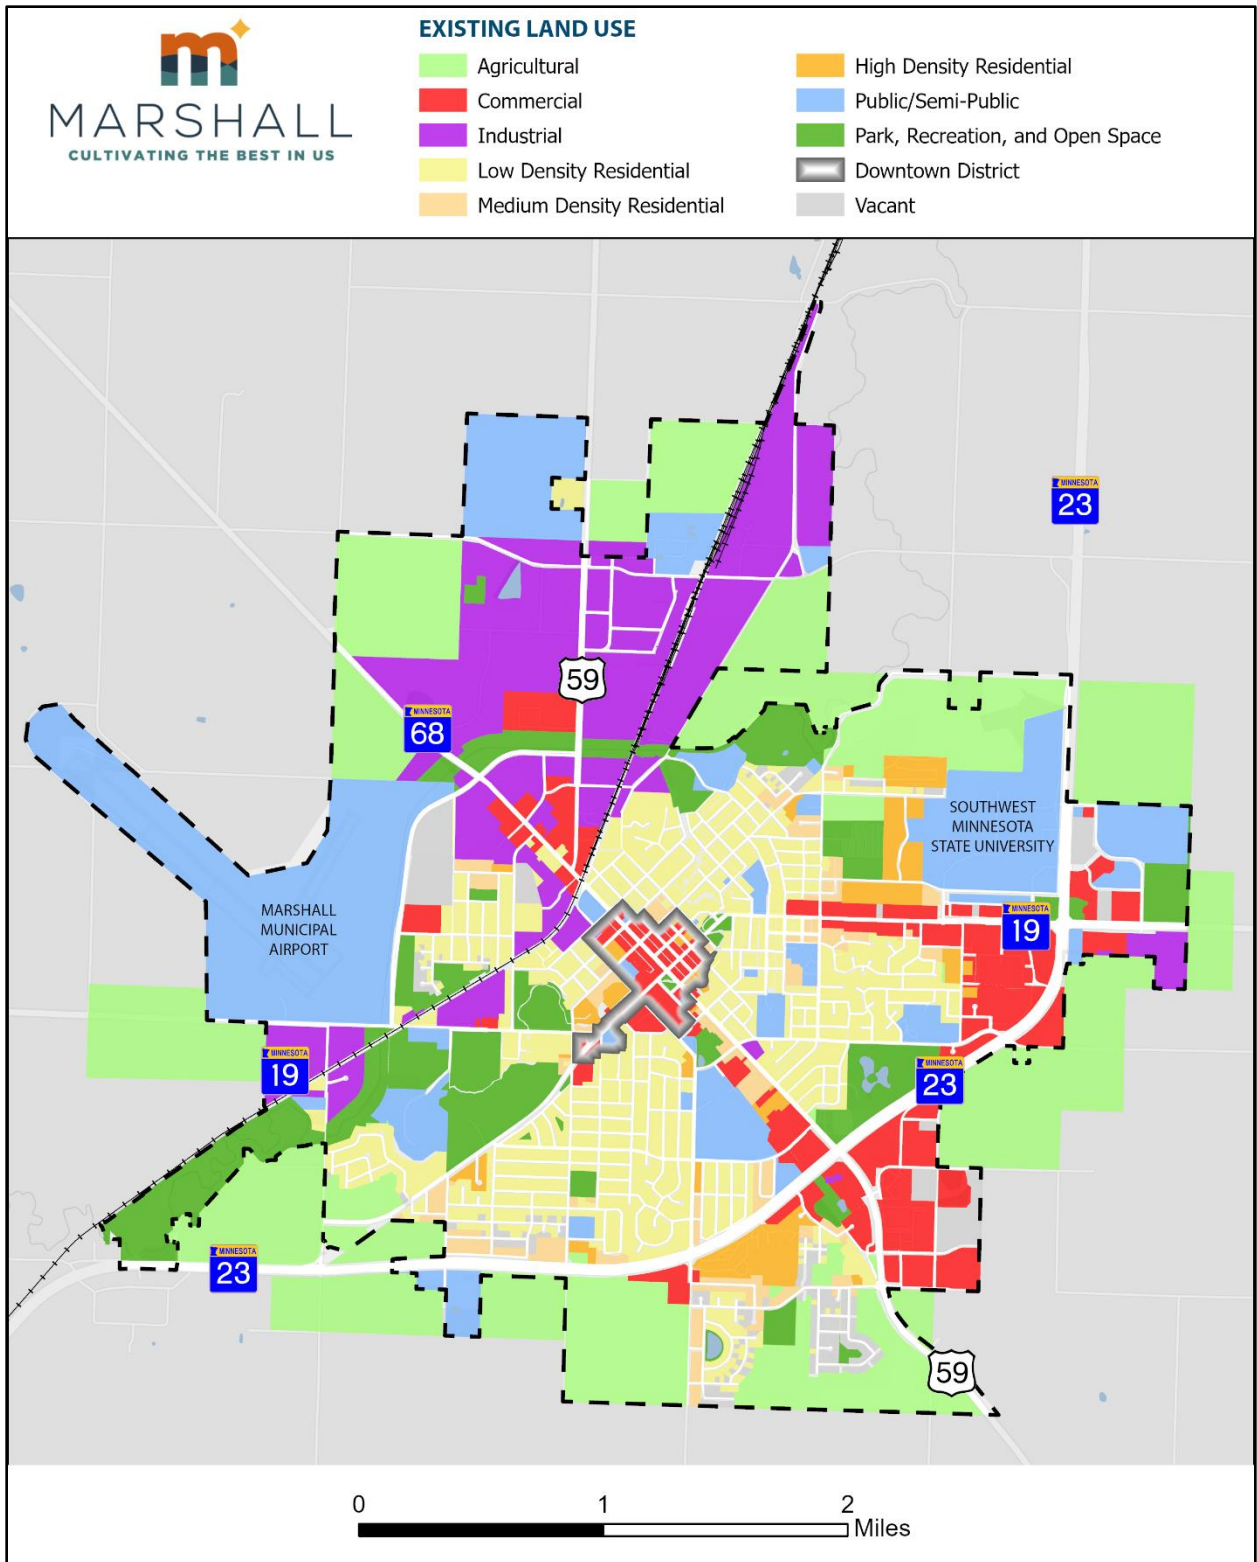 m
MARSHALL
CULTIVATING THE BEST IN US
EXISTING LAND USE
Agricultural
Commercial
Industrial
Low Density Residential
Medium Density Residential
High Density Residential
Public/Semi-Public
Park, Recreation, and Open Space
Downtown District
Vacant
MINNESOTA
23
59
MINNESOTA
68
SOUTHWEST
MINNESOTA
STATE UNIVERSITY
MARSHALL
MUNICIPAL
AIRPORT
MINNESOTA
19
MINNESOTA
19
MINNESOTA
23
MINNESOTA
23
59
0
1
2
Miles